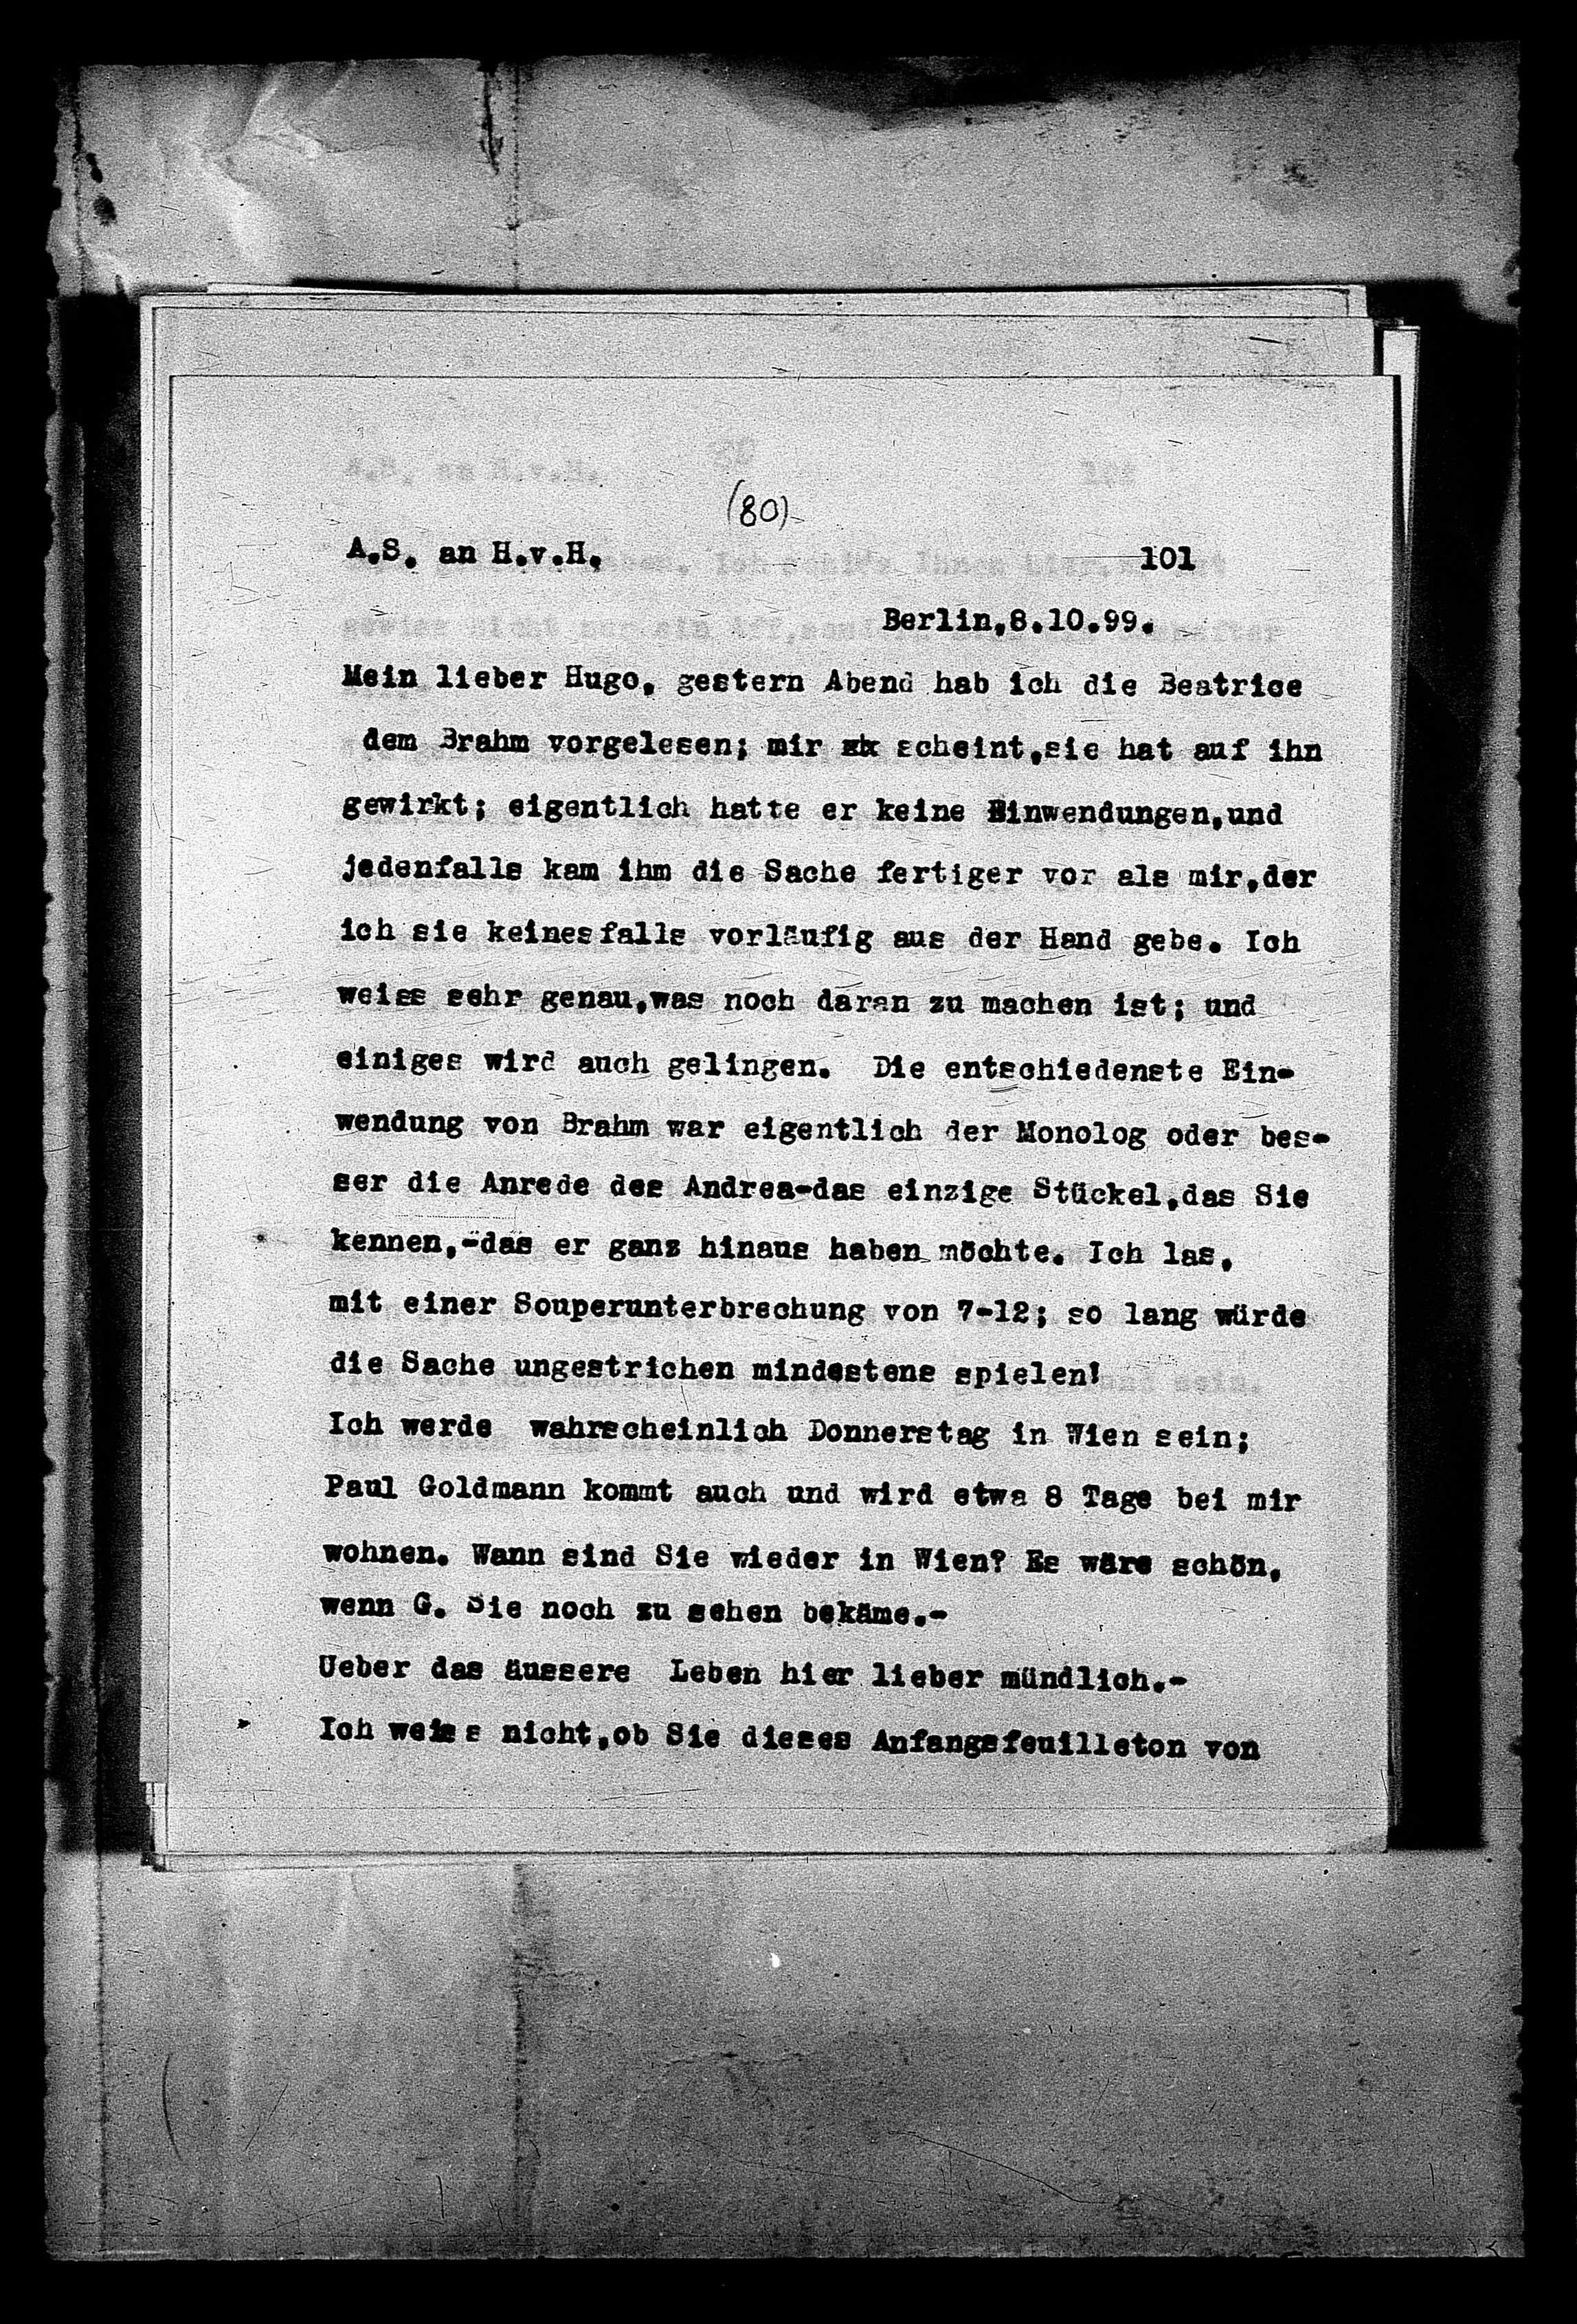 (80)
A.S. an H.v.H. 101
Berlin,8.10.99.
Mein lieber Hugo, gestern Abend hab ich die Beatrice
dem Brahm vorgelesen; mir scheint,sie hat auf ihn
gewirkt; eigentlich hatte er keine Einwendungen,und
jedenfalls kam ihm die Sache fertiger vor als mir,der
ich sie keinesfalls vorläufig aus der Hand gebe. Ich
weiss sehr genau,was noch daran zu machen ist; und
einiges wird auch gelingen. Die entschiedenste Ein-
wendung von Brahm war eigentlich der Monolog oder bes-
ser die Anrede des Andrea-das einzige Stückel,das Sie
kennen,-das er ganz hinaus haben möchte. Ich las,
mit einer Souperunterbrechung von 7-12; so lang würde
die Sache ungestrichen mindestens spielen!
Ich werde wahrscheinlich Donnerstag in Wien sein;
Paul Goldmann kommt auch und wird etwa 8 Tage bei mir
wohnen. Wann sind Sie wieder in Wien? Es wäre schön,
wenn G. Sie noch zu sehen bekäme.-
Ueber das äussere Leben hier lieber mündlich.-
Ich weiss nicht,ob Sie dieses Anfangsfeuilleton von